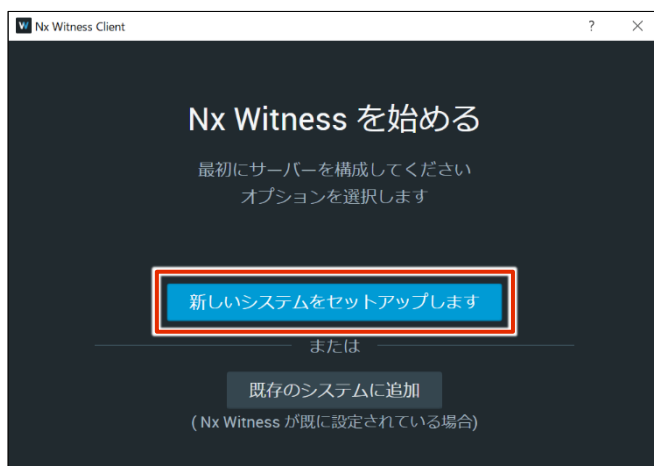 Nx Witness Client
Nx Witness を始める
最初にサーバーを構成してください
オプションを選択します
新しいシステムをセットアップします
または
既存のシステムに追加
( Nx Witness が既に設定されている場合)